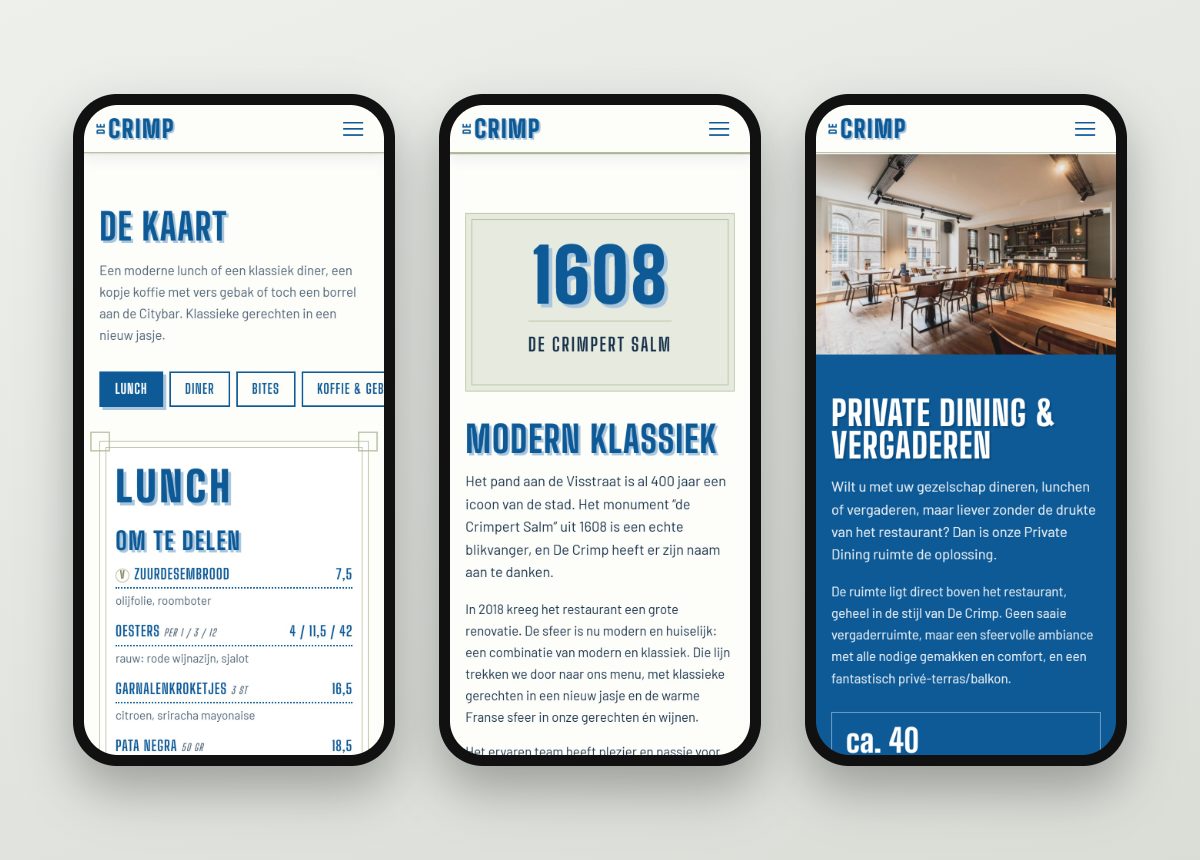 DE CRIMP
DE KAART
Een moderne lunch of een klassiek diner, een
kopje koffie met vers gebak of toch een borrel
aan de Citybar. Klassieke gerechten in een
nieuw jasje.
LUNCH DINER BITES KOFFIE & GEB
LUNCH
OM TE DELEN
V ZUURDESEMBROOD 7,5
olijfolie, roomboter
OESTERS PER 1 / 3 / 12 4 / 11,5 / 42
rauw: rode wijnazijn, sjalot
GARNALENKROKETJES 3 ST 16,5
citroen, sriracha mayonaise
PATA NEGRA 50 GR 18,5
DE CRIMP
1608
DE CRIMPERT SALM
MODERN KLASSIEK
Het pand aan de Visstraat is al 400 jaar een
icoon van de stad. Het monument “de
Crimpert Salm” uit 1608 is een echte
blikvanger, en De Crimp heeft er zijn naam
aan te danken.
In 2018 kreeg het restaurant een grote
renovatie. De sfeer is nu modern en huiselijk:
een combinatie van modern en klassiek. Die lijn
trekken we door naar ons menu, met klassieke
gerechten in een nieuw jasje en de warme
Franse sfeer in onze gerechten én wijnen.
Het ervaren team heeft plezier en passie voor
DE CRIMP
PRIVATE DINING &
VERGADEREN
Wilt u met uw gezelschap dineren, lunchen
of vergaderen, maar liever zonder de drukte
van het restaurant? Dan is onze Private
Dining ruimte de oplossing.
De ruimte ligt direct boven het restaurant,
geheel in de stijl van De Crimp. Geen saaie
vergaderruimte, maar een sfeervolle ambiance
met alle nodige gemakken en comfort, en een
fantastisch privé-terras/balkon.
ca. 40